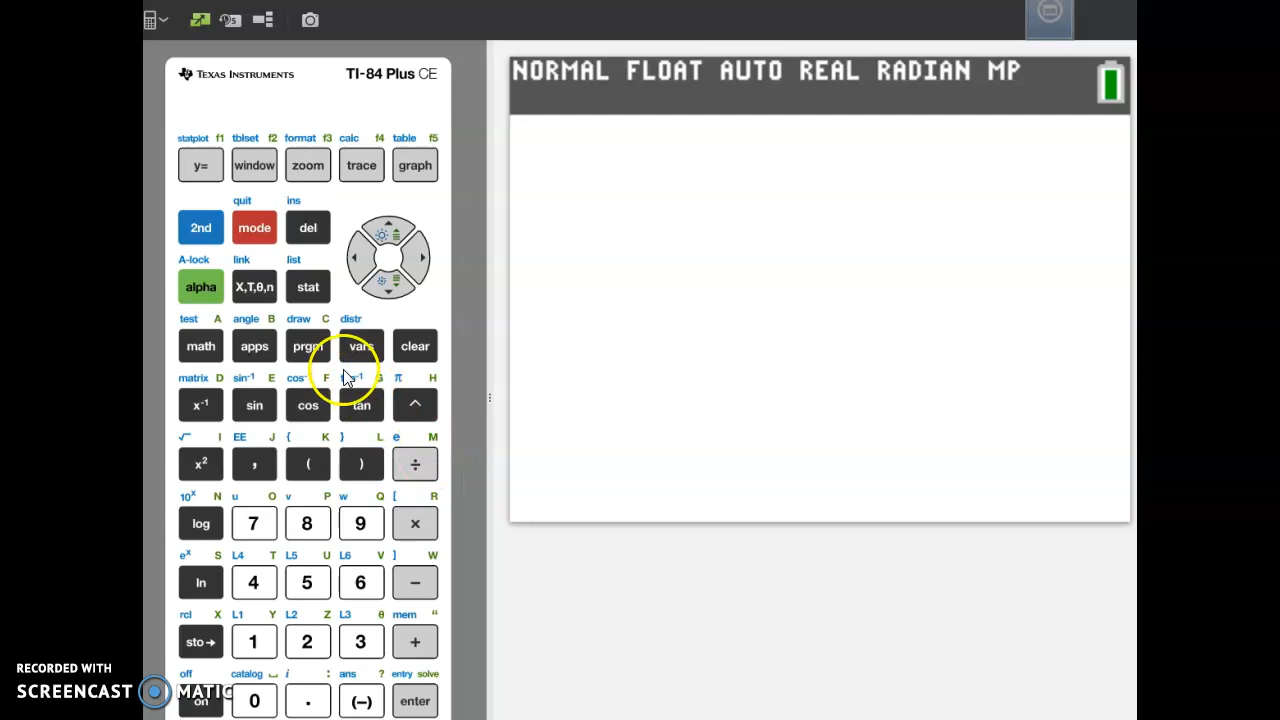 TEXAS INSTRUMENTS TI-84 Plus CE
NORMAL FLOAT AUTO REAL RADIAN MP
statplot f1 tblset f2 format f3 calc f4 table f5
y= window zoom trace graph
quit ins
2nd mode del
A-lock link list
alpha X,T,θ,n stat
test A angle B draw C distr
math apps prgm vars clear
matrix D sin⁻¹ E cos⁻ F G π H
x⁻¹ sin cos tan ^
√ I EE J { K } L e M
x² , ( ) ÷
10ˣ N u O v P w Q [ R
log 7 8 9 ×
eˣ S L4 T L5 U L6 V ] W
ln 4 5 6 −
rcl X L1 Y L2 Z L3 θ mem “
sto→ 1 2 3 +
off catalog ⎵ i : ans ? entry solve
on 0 . (−) enter
RECORDED WITH
SCREENCAST MATIC